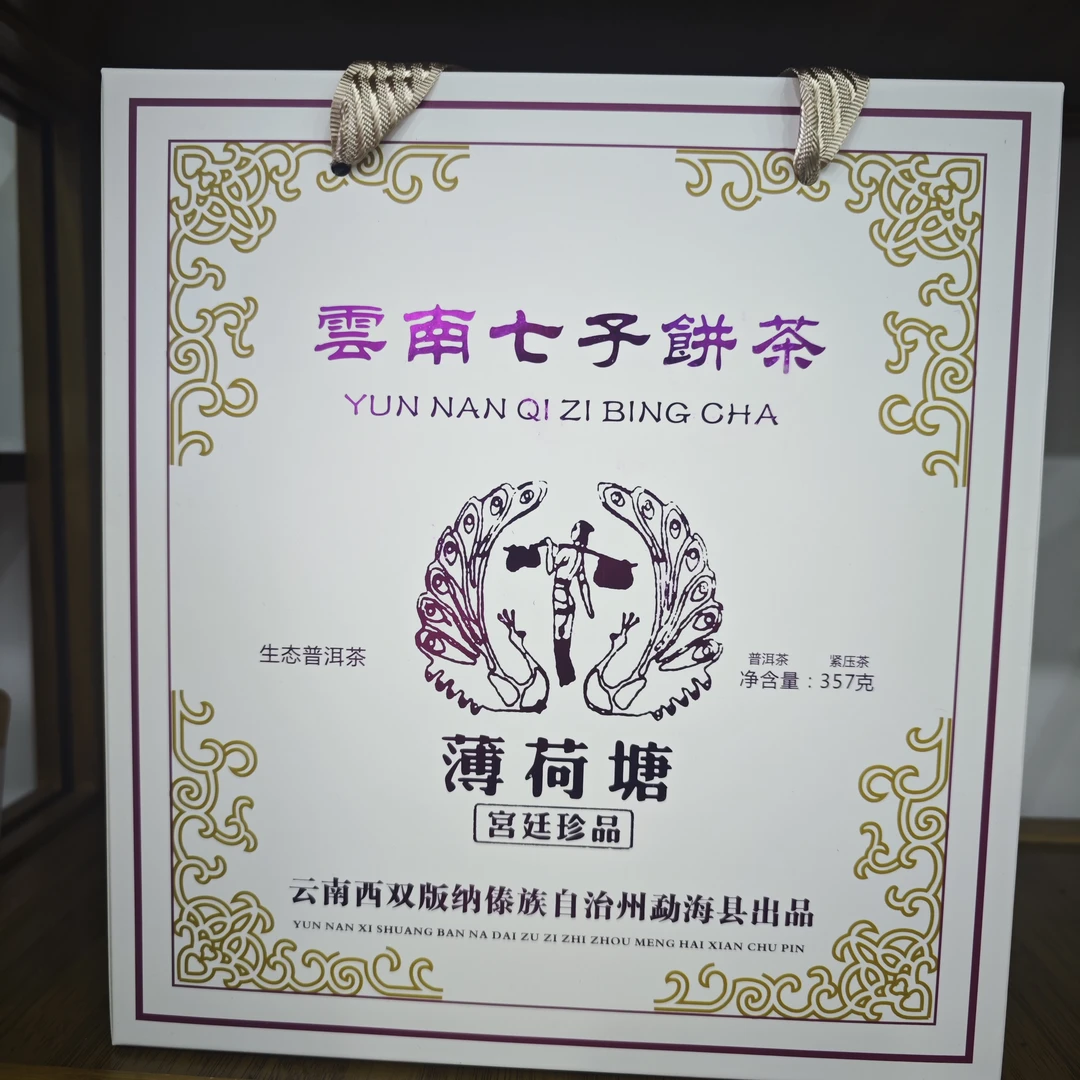 雲南七子餅茶
YUN NAN QI ZI BING CHA
生态普洱茶
普洱茶 紧压茶
净含量：357克
薄荷塘
宮廷珍品
云南西双版纳傣族自治州勐海县出品
YUN NAN XI SHUANG BAN NA DAI ZU ZI ZHI ZHOU MENG HAI XIAN CHU PIN